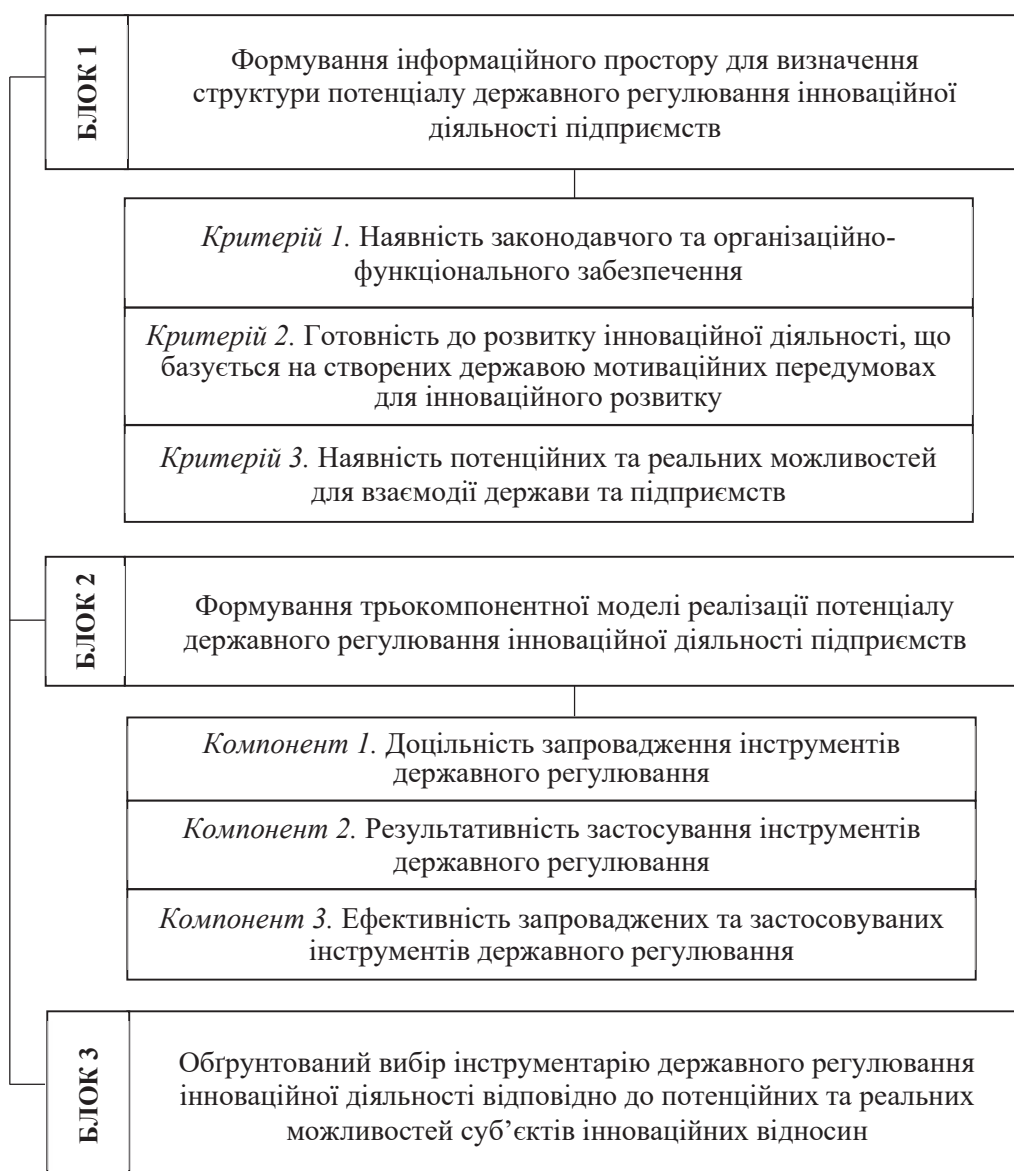 БЛОК 1
Формування інформаційного простору для визначення
структури потенціалу державного регулювання інноваційної
діяльності підприємств
Критерій 1. Наявність законодавчого та організаційно-
функціонального забезпечення
Критерій 2. Готовність до розвитку інноваційної діяльності, що
базується на створених державою мотиваційних передумовах
для інноваційного розвитку
Критерій 3. Наявність потенційних та реальних можливостей
для взаємодії держави та підприємств
БЛОК 2
Формування трьокомпонентної моделі реалізації потенціалу
державного регулювання інноваційної діяльності підприємств
Компонент 1. Доцільність запровадження інструментів
державного регулювання
Компонент 2. Результативність застосування інструментів
державного регулювання
Компонент 3. Ефективність запроваджених та застосовуваних
інструментів державного регулювання
БЛОК 3
Обґрунтований вибір інструментарію державного регулювання
інноваційної діяльності відповідно до потенційних та реальних
можливостей суб’єктів інноваційних відносин